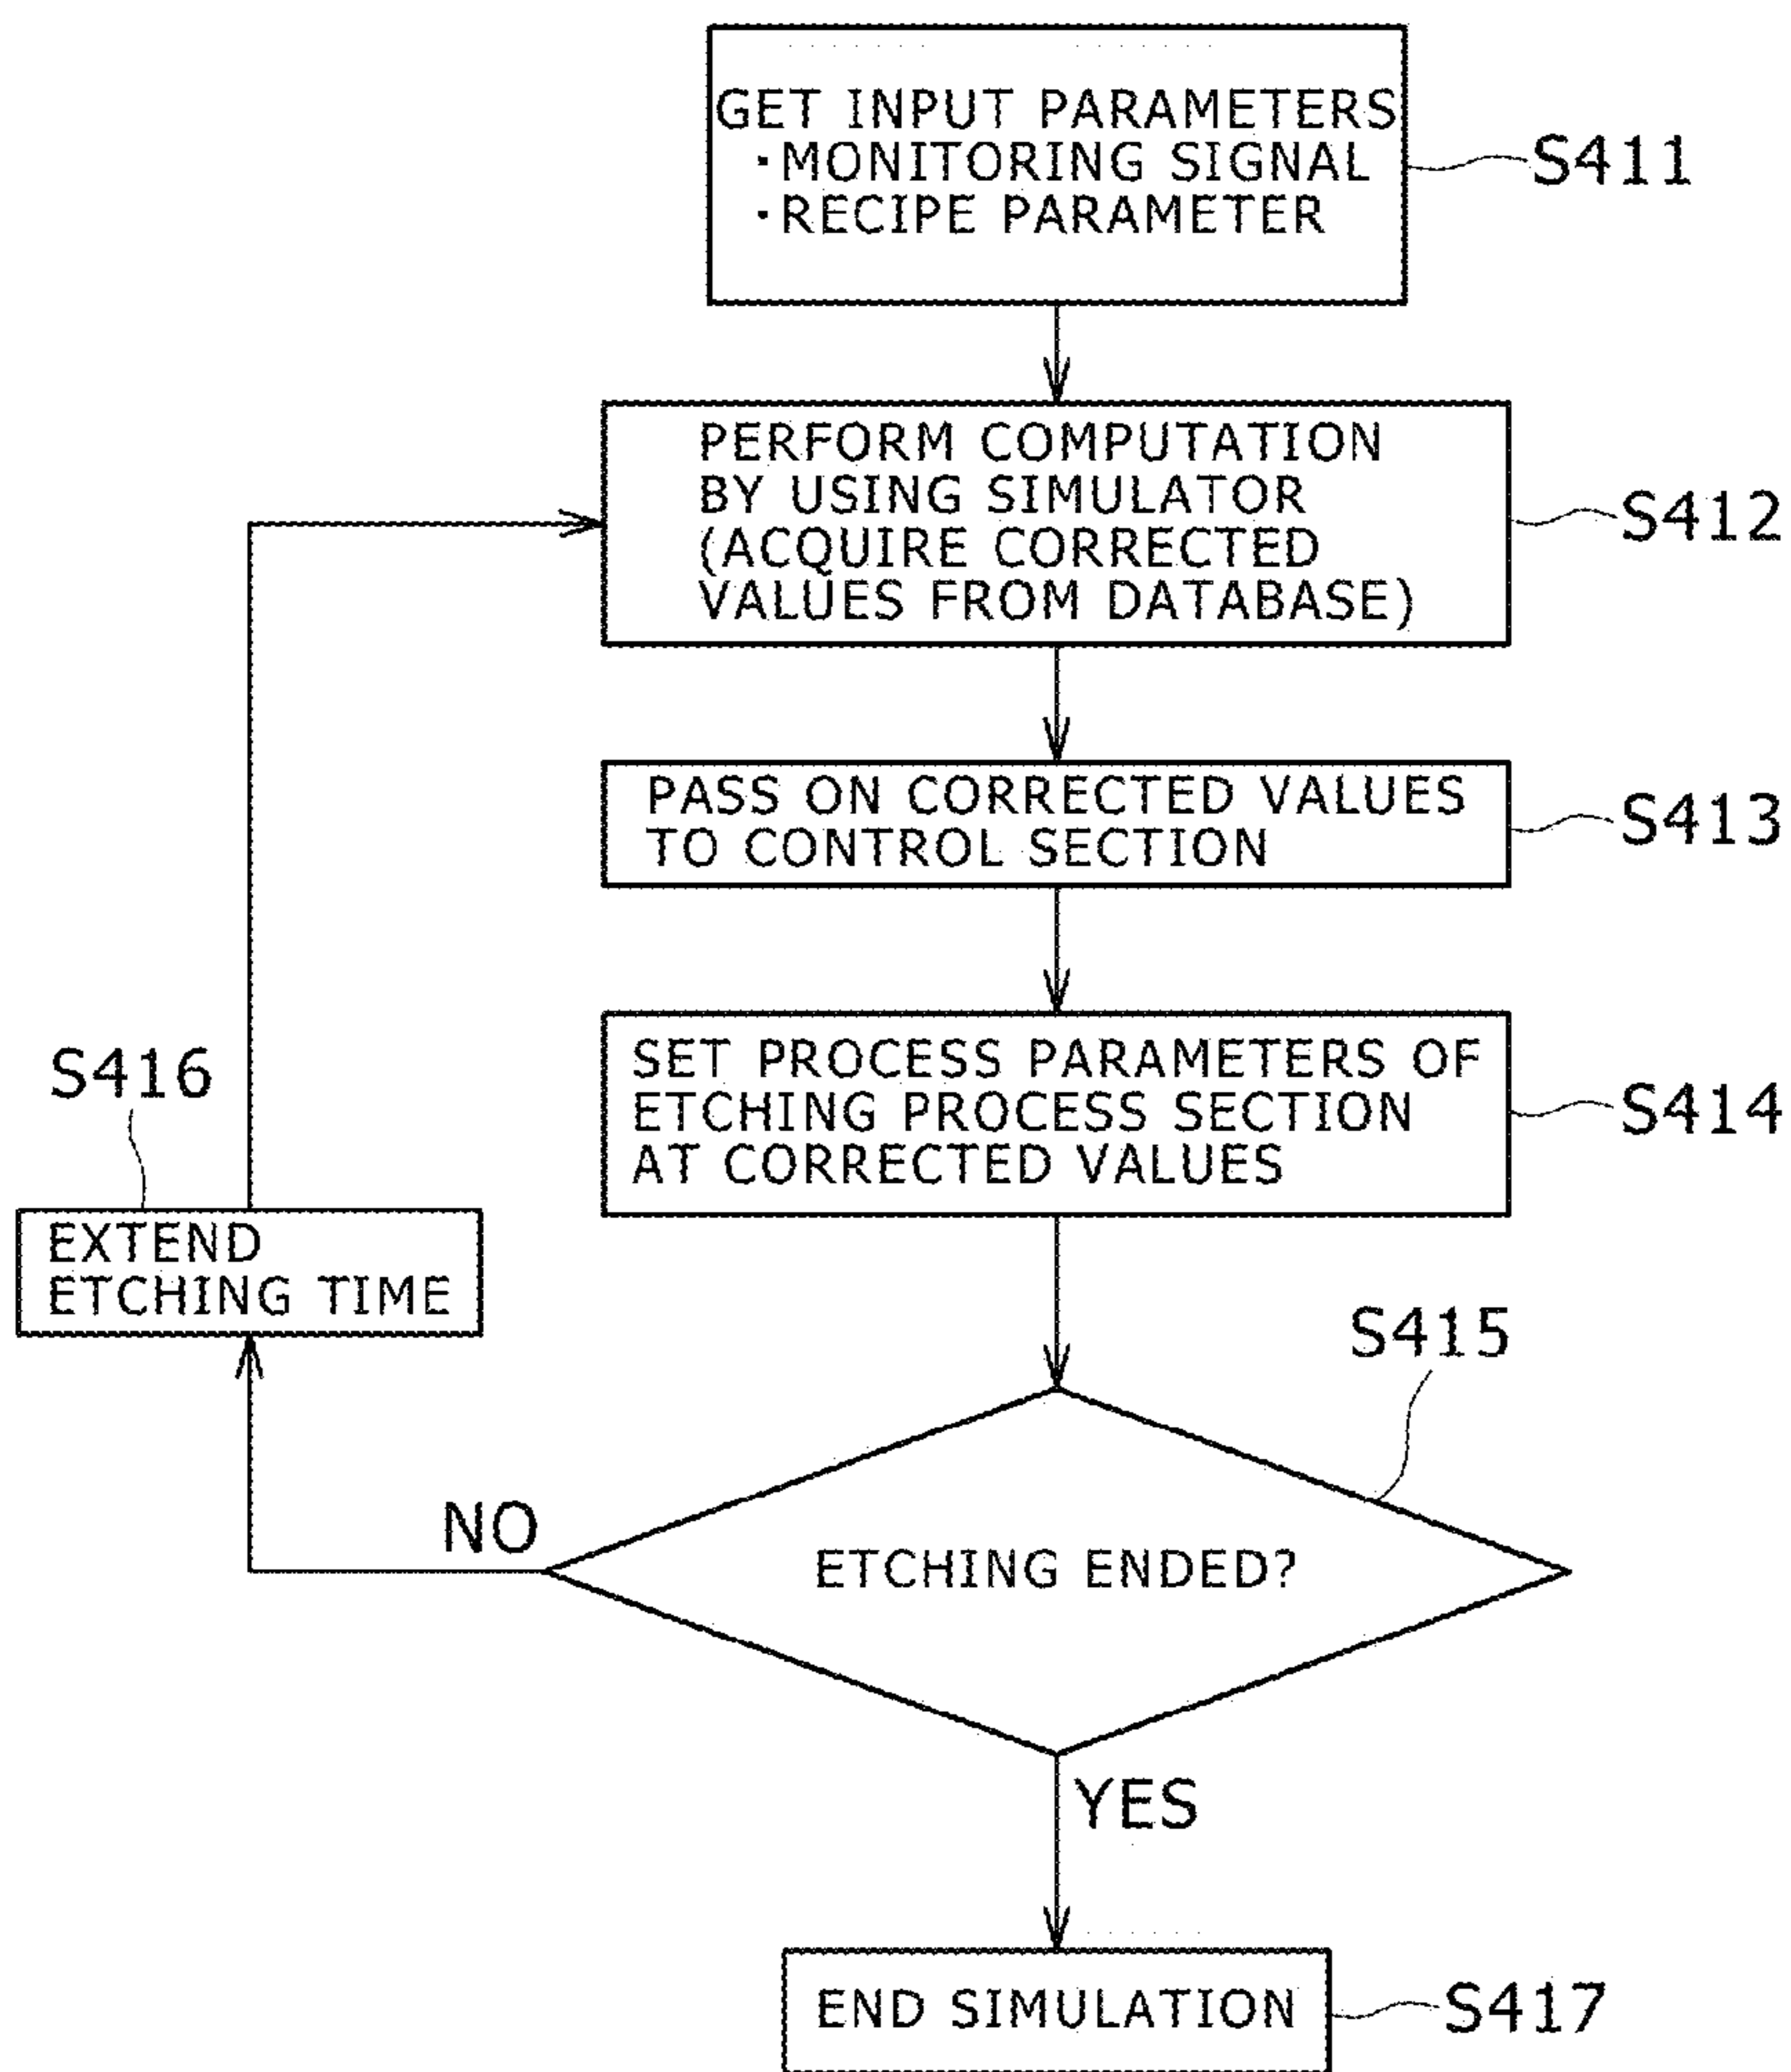 GET INPUT PARAMETERS
·MONITORING SIGNAL
·RECIPE PARAMETER
S411
PERFORM COMPUTATION
BY USING SIMULATOR
(ACQUIRE CORRECTED
VALUES FROM DATABASE)
S412
PASS ON CORRECTED VALUES
TO CONTROL SECTION
S413
SET PROCESS PARAMETERS OF
ETCHING PROCESS SECTION
AT CORRECTED VALUES
S414
S416
EXTEND
ETCHING TIME
S415
NO
ETCHING ENDED?
YES
END SIMULATION
S417